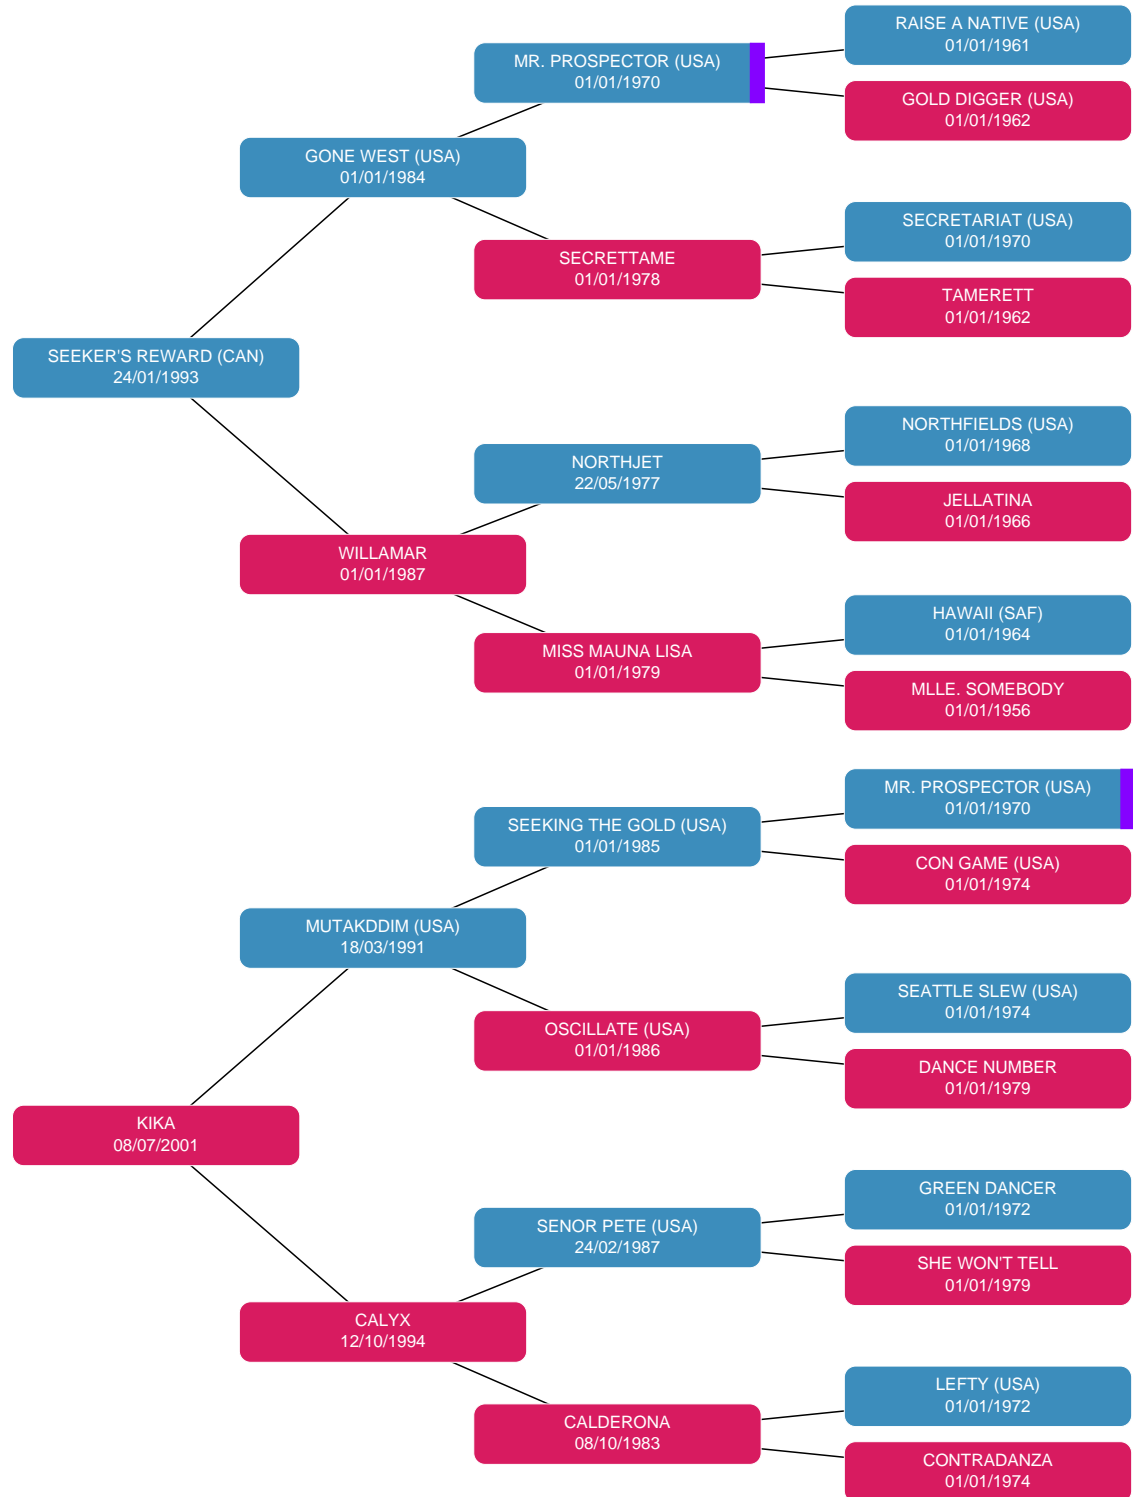 RAISE A NATIVE (USA)
01/01/1961
MR. PROSPECTOR (USA)
01/01/1970
GOLD DIGGER (USA)
01/01/1962
GONE WEST (USA)
01/01/1984
SECRETARIAT (USA)
01/01/1970
SECRETTAME
01/01/1978
TAMERETT
01/01/1962
SEEKER'S REWARD (CAN)
24/01/1993
NORTHFIELDS (USA)
01/01/1968
NORTHJET
22/05/1977
JELLATINA
01/01/1966
WILLAMAR
01/01/1987
HAWAII (SAF)
01/01/1964
MISS MAUNA LISA
01/01/1979
MLLE. SOMEBODY
01/01/1956
MR. PROSPECTOR (USA)
01/01/1970
SEEKING THE GOLD (USA)
01/01/1985
CON GAME (USA)
01/01/1974
MUTAKDDIM (USA)
18/03/1991
SEATTLE SLEW (USA)
01/01/1974
OSCILLATE (USA)
01/01/1986
DANCE NUMBER
01/01/1979
KIKA
08/07/2001
GREEN DANCER
01/01/1972
SENOR PETE (USA)
24/02/1987
SHE WON'T TELL
01/01/1979
CALYX
12/10/1994
LEFTY (USA)
01/01/1972
CALDERONA
08/10/1983
CONTRADANZA
01/01/1974